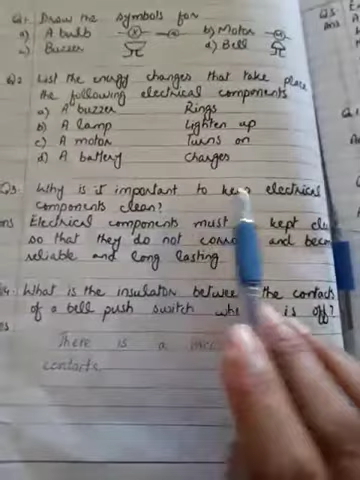 Q1. Draw the symbols for
a) A bulb b) Motor
c) Buzzer d) Bell
Q2 List the energy changes that take place
the following electrical components
a) A buzzer Rings
b) A lamp Lighten up
c) A motor Turns on
d) A battery Charges
Q3. Why is it important to keep electrical
components clean?
Ans Electrical components must kept
so that they do not and
reliable and long lasting
Q4. What is the insulator between the contacts
of a bell push switch is off?
There is a
contacts